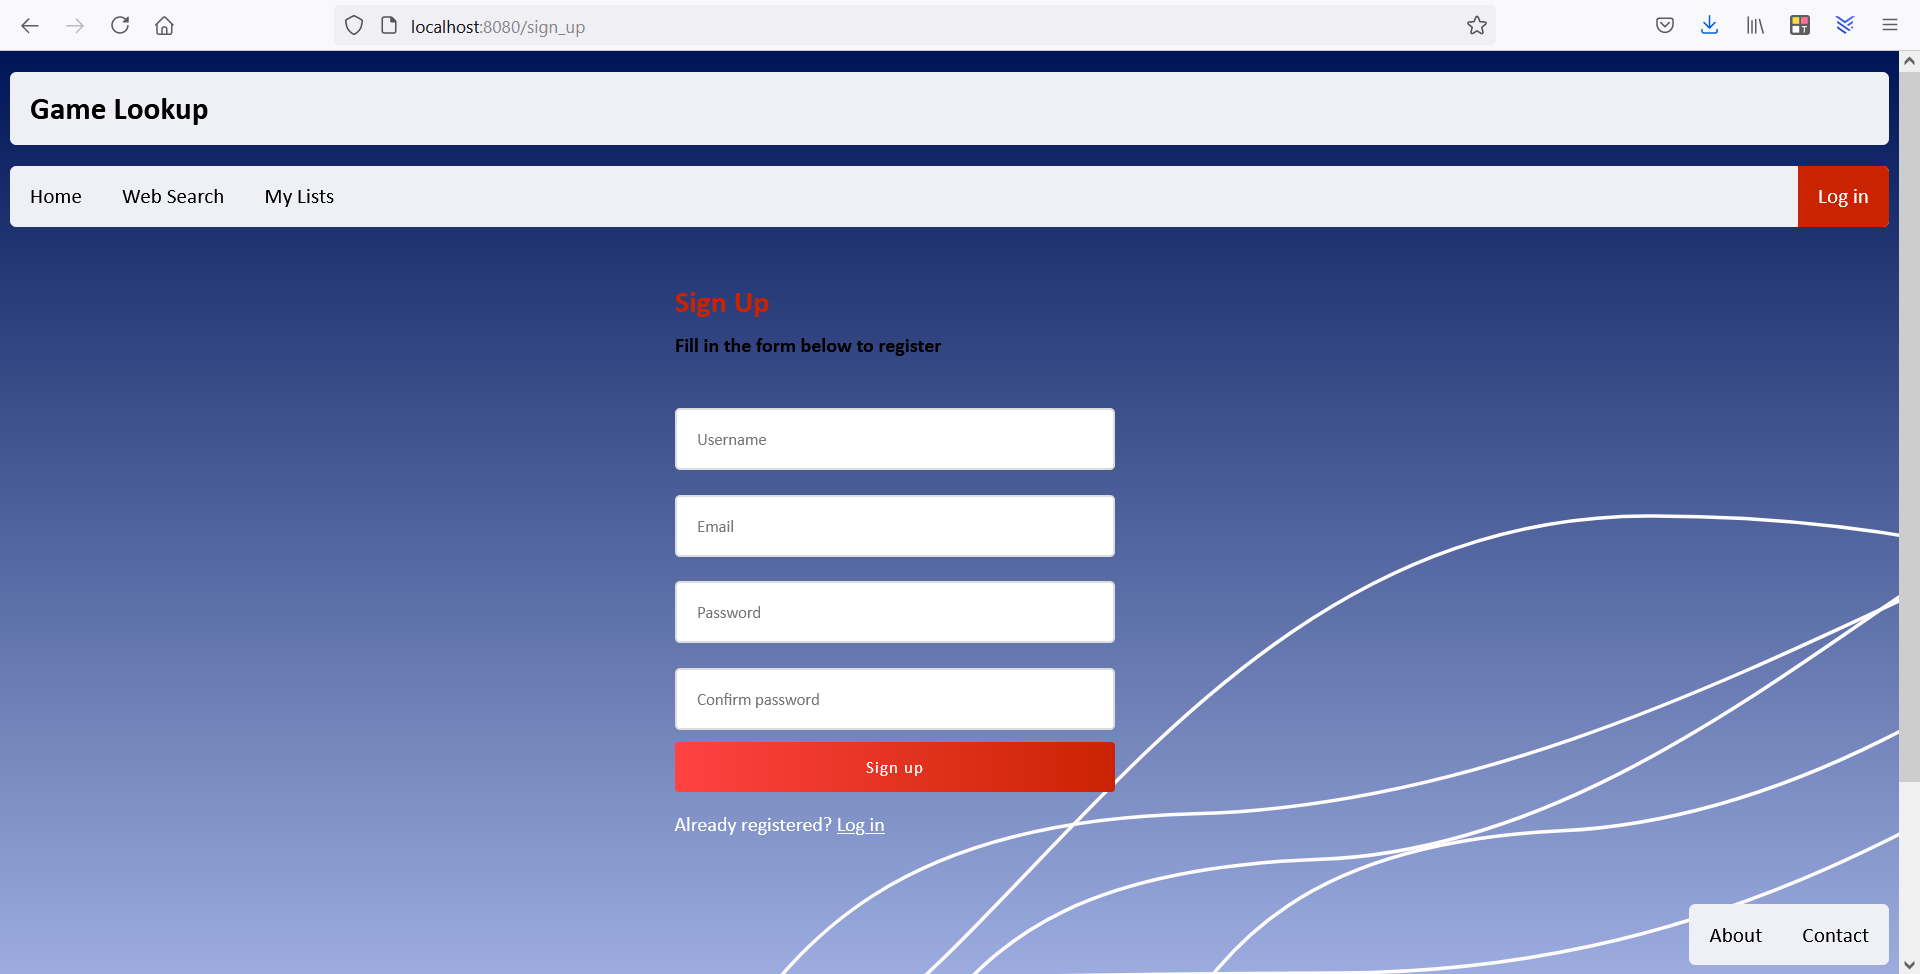 localhost:8080/sign_up
Game Lookup
Home Web Search My Lists Log in
Sign Up
Fill in the form below to register
Username
Email
Password
Confirm password
Sign up
Already registered? Log in
About Contact